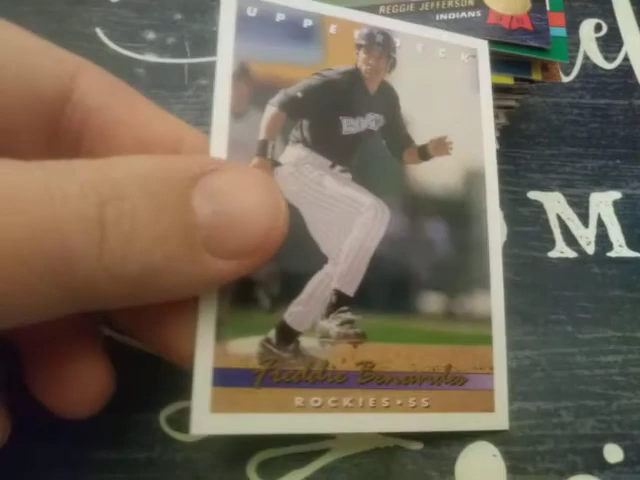 REGGIE JEFFERSON
INDIANS
UPPER DECK
ROCKIES
Freddie Benavides
ROCKIES • SS
M